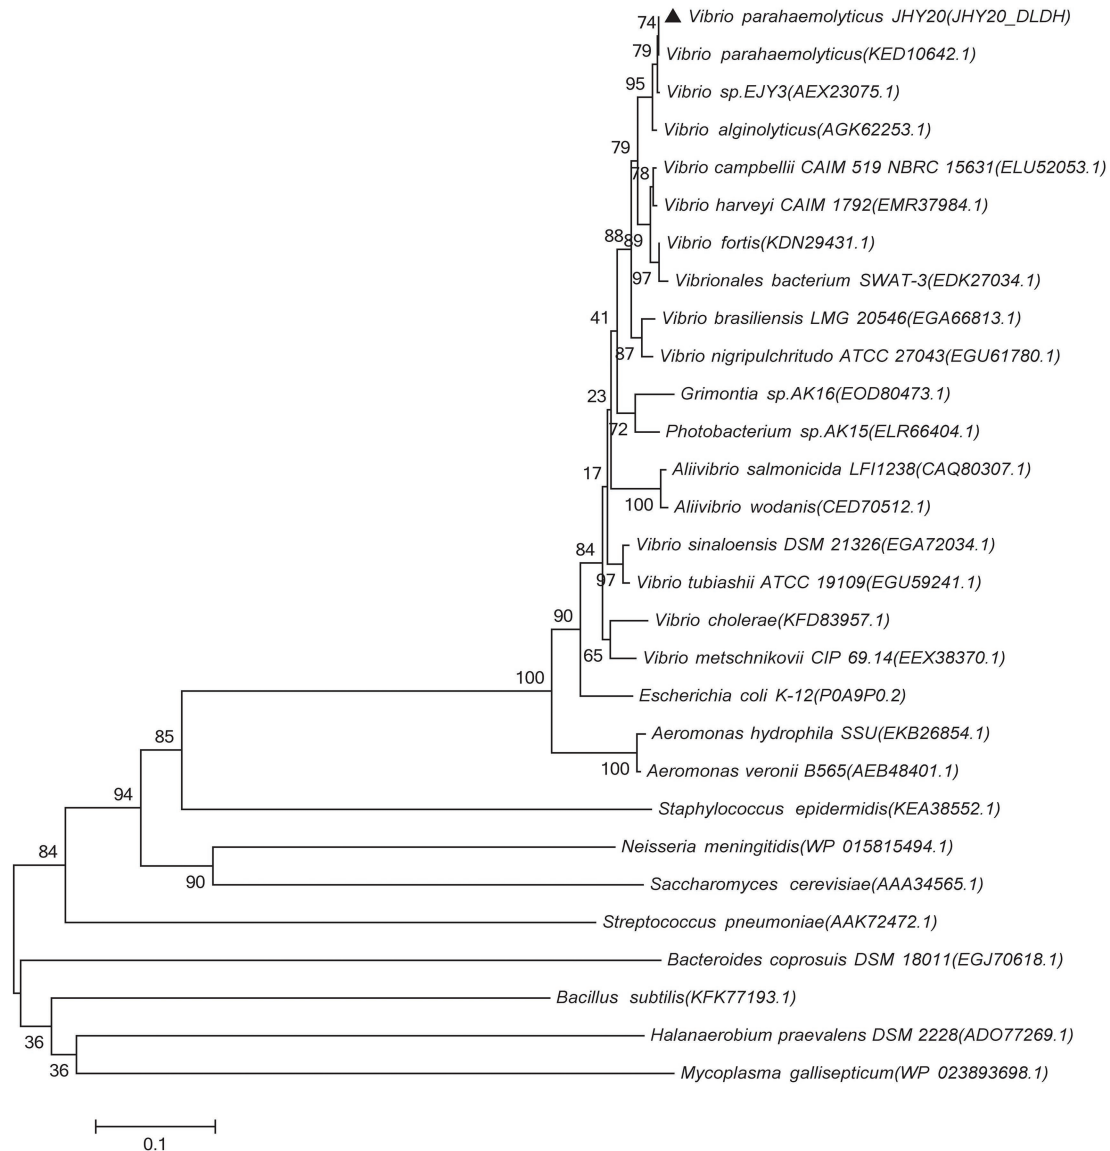 74 ▲ Vibrio parahaemolyticus JHY20(JHY20_DLDH)
79 Vibrio parahaemolyticus(KED10642.1)
95 Vibrio sp.EJY3(AEX23075.1)
Vibrio alginolyticus(AGK62253.1)
79
78 Vibrio campbellii CAIM 519 NBRC 15631(ELU52053.1)
Vibrio harveyi CAIM 1792(EMR37984.1)
88 89 Vibrio fortis(KDN29431.1)
97 Vibrionales bacterium SWAT-3(EDK27034.1)
41 Vibrio brasiliensis LMG 20546(EGA66813.1)
87 Vibrio nigripulchritudo ATCC 27043(EGU61780.1)
23 Grimontia sp.AK16(EOD80473.1)
72 Photobacterium sp.AK15(ELR66404.1)
17 Aliivibrio salmonicida LFI1238(CAQ80307.1)
100 Aliivibrio wodanis(CED70512.1)
84 Vibrio sinaloensis DSM 21326(EGA72034.1)
97 Vibrio tubiashii ATCC 19109(EGU59241.1)
90 Vibrio cholerae(KFD83957.1)
65 Vibrio metschnikovii CIP 69.14(EEX38370.1)
100 Escherichia coli K-12(P0A9P0.2)
85 Aeromonas hydrophila SSU(EKB26854.1)
100 Aeromonas veronii B565(AEB48401.1)
94 Staphylococcus epidermidis(KEA38552.1)
84 Neisseria meningitidis(WP 015815494.1)
90 Saccharomyces cerevisiae(AAA34565.1)
Streptococcus pneumoniae(AAK72472.1)
Bacteroides coprosuis DSM 18011(EGJ70618.1)
Bacillus subtilis(KFK77193.1)
36 Halanaerobium praevalens DSM 2228(ADO77269.1)
36 Mycoplasma gallisepticum(WP 023893698.1)
0.1